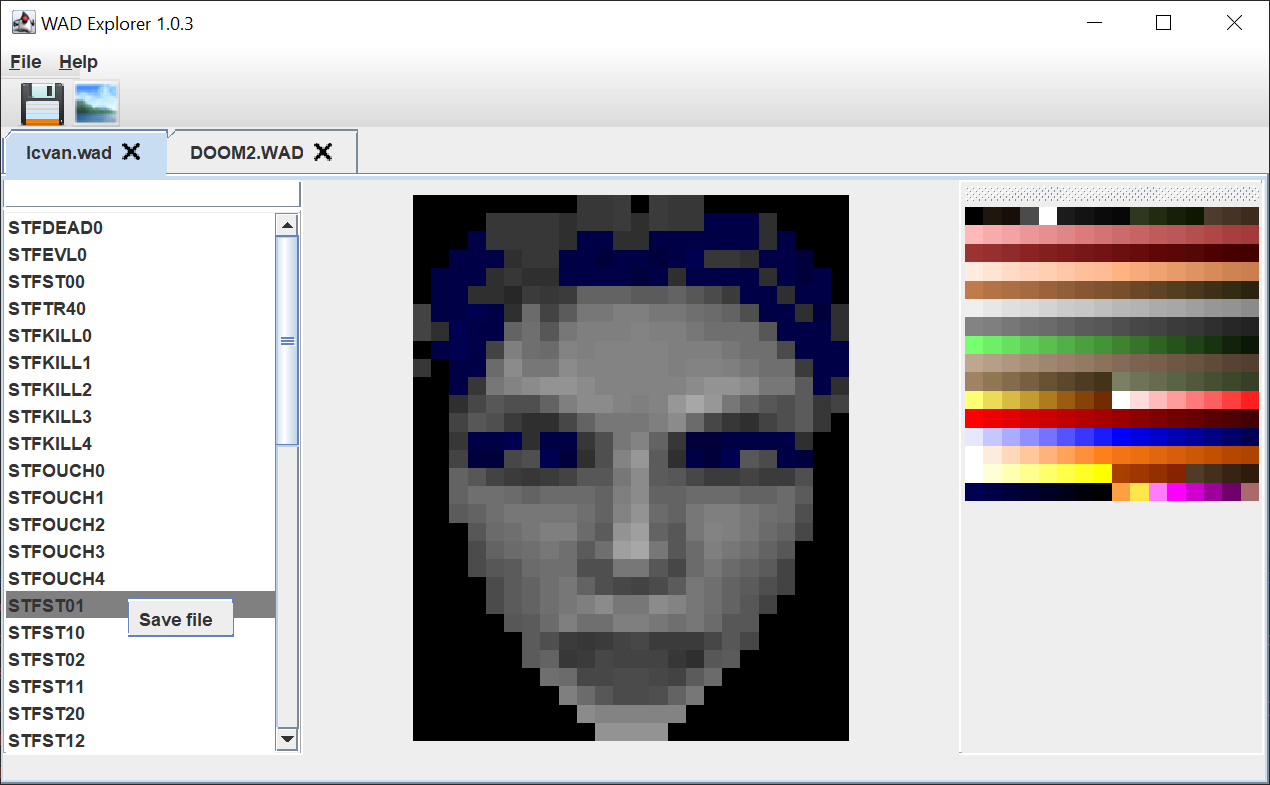 WAD Explorer 1.0.3
File Help
lcvan.wad DOOM2.WAD
STFDEAD0
STFEVL0
STFST00
STFTR40
STFKILL0
STFKILL1
STFKILL2
STFKILL3
STFKILL4
STFOUCH0
STFOUCH1
STFOUCH2
STFOUCH3
STFOUCH4
STFST01
Save file
STFST10
STFST02
STFST11
STFST20
STFST12